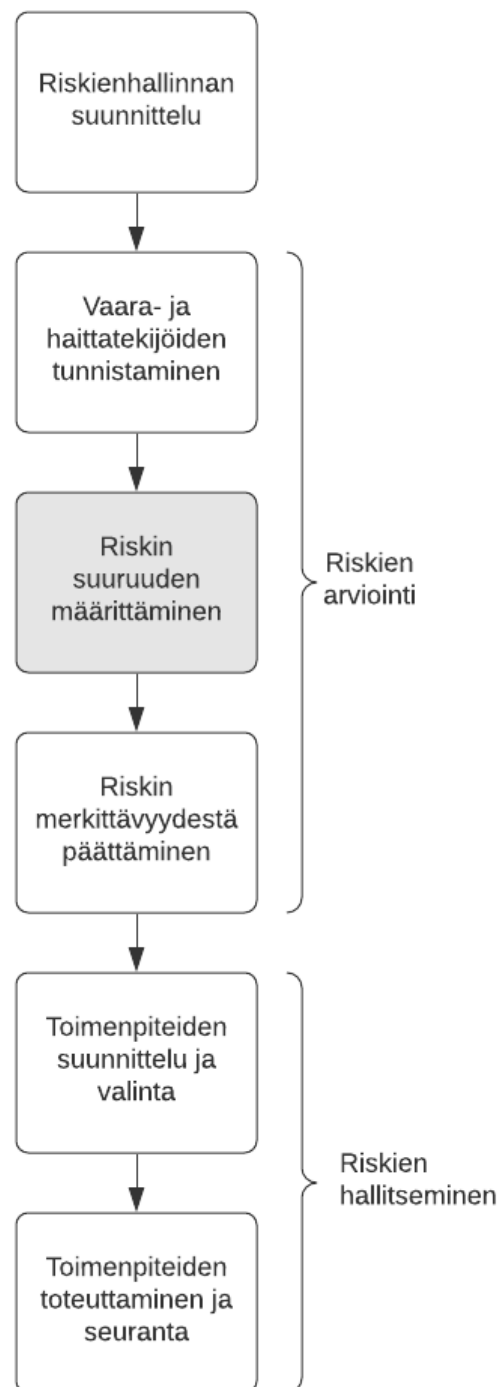 Riskienhallinnan
suunnittelu
Vaara- ja
haittatekijöiden
tunnistaminen
Riskin
suuruuden
määrittäminen
Riskin
merkittävyydestä
päättäminen
Riskien
arviointi
Toimenpiteiden
suunnittelu ja
valinta
Toimenpiteiden
toteuttaminen ja
seuranta
Riskien
hallitseminen